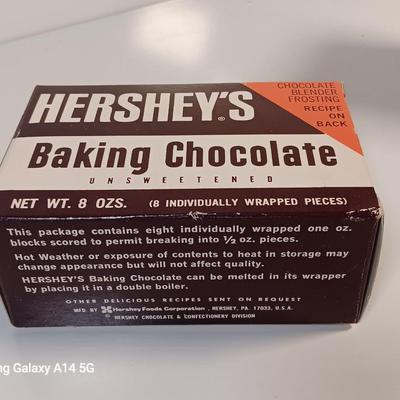 CHOCOLATE
BLENDER
FROSTING
RECIPE
ON
BACK
HERSHEY'S®
Baking Chocolate
UNSWEETENED
NET WT. 8 OZS. (8 INDIVIDUALLY WRAPPED PIECES)
This package contains eight individually wrapped one oz.
blocks scored to permit breaking into ½ oz. pieces.
Hot Weather or exposure of contents to heat in storage may
change appearance but will not affect quality.
HERSHEY'S Baking Chocolate can be melted in its wrapper
by placing it in a double boiler.
OTHER DELICIOUS RECIPES SENT ON REQUEST
MFD. BY Hershey Foods Corporation, HERSHEY, PA. 17033, U.S.A.
® HERSHEY CHOCOLATE & CONFECTIONERY DIVISION
ng Galaxy A14 5G